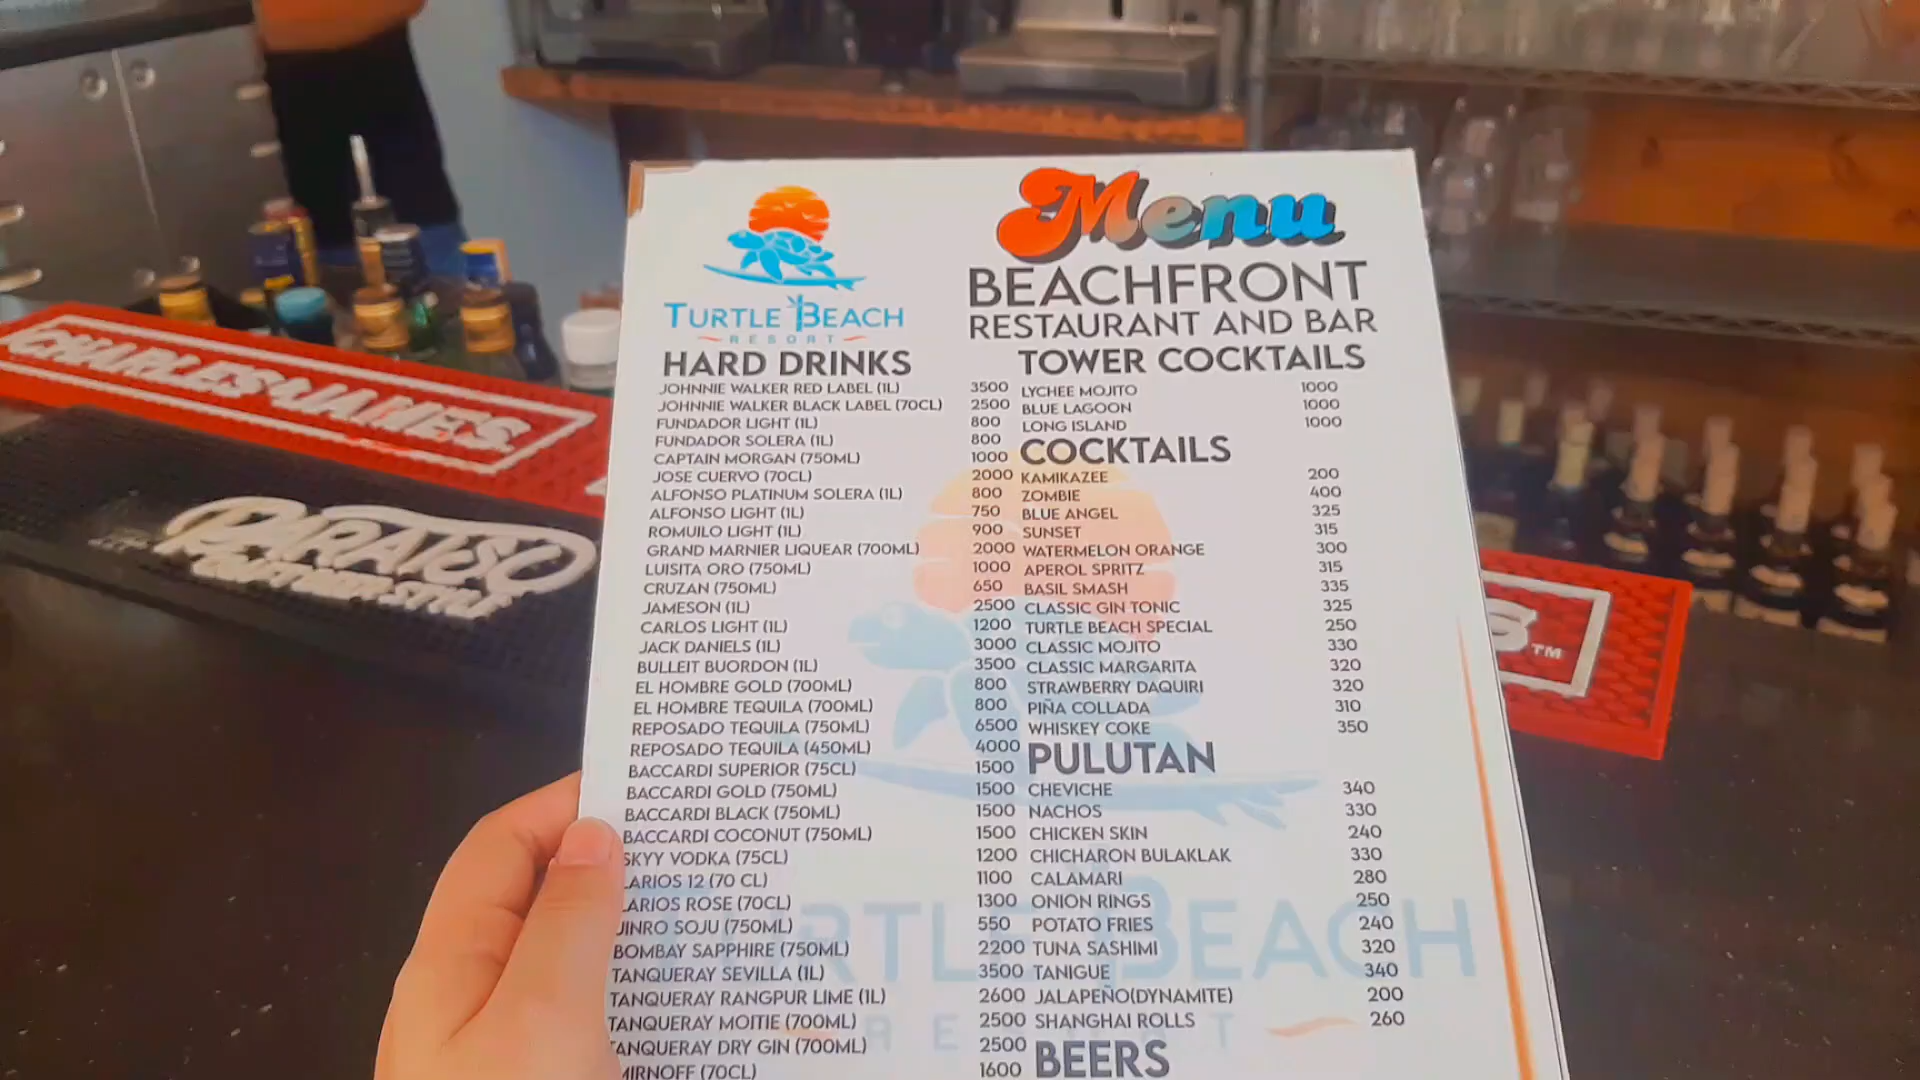 CHARLES & JAMES
PARATSO
CRAFT BEER STYLE
TURTLE BEACH
RESORT
Menu
BEACHFRONT
RESTAURANT AND BAR
HARD DRINKS
JOHNNIE WALKER RED LABEL (1L) 3500
JOHNNIE WALKER BLACK LABEL (70CL) 2500
FUNDADOR LIGHT (1L) 800
FUNDADOR SOLERA (1L) 800
CAPTAIN MORGAN (750ML) 1000
JOSE CUERVO (70CL) 2000
ALFONSO PLATINUM SOLERA (1L) 800
ALFONSO LIGHT (1L) 750
ROMUILO LIGHT (1L) 900
GRAND MARNIER LIQUEAR (700ML) 2000
LUISITA ORO (750ML) 1000
CRUZAN (750ML) 650
JAMESON (1L) 2500
CARLOS LIGHT (1L) 1200
JACK DANIELS (1L) 3000
BULLEIT BUORDON (1L) 3500
EL HOMBRE GOLD (700ML) 800
EL HOMBRE TEQUILA (700ML) 800
REPOSADO TEQUILA (750ML) 6500
REPOSADO TEQUILA (450ML) 4000
BACCARDI SUPERIOR (75CL) 1500
BACCARDI GOLD (750ML) 1500
BACCARDI BLACK (750ML) 1500
BACCARDI COCONUT (750ML) 1500
SKYY VODKA (75CL) 1200
LARIOS 12 (70 CL) 1100
LARIOS ROSE (70CL) 1300
JINRO SOJU (750ML) 550
BOMBAY SAPPHIRE (750ML) 2200
TANQUERAY SEVILLA (1L) 3500
TANQUERAY RANGPUR LIME (1L) 2600
TANQUERAY MOITIE (700ML) 2500
TANQUERAY DRY GIN (700ML) 2500
MIRNOFF (70CL) 1600
TOWER COCKTAILS
LYCHEE MOJITO 1000
BLUE LAGOON 1000
LONG ISLAND 1000
COCKTAILS
KAMIKAZEE 200
ZOMBIE 400
BLUE ANGEL 325
SUNSET 315
WATERMELON ORANGE 300
APEROL SPRITZ 315
BASIL SMASH 335
CLASSIC GIN TONIC 325
TURTLE BEACH SPECIAL 250
CLASSIC MOJITO 330
CLASSIC MARGARITA 320
STRAWBERRY DAQUIRI 320
PIÑA COLLADA 310
WHISKEY COKE 350
PULUTAN
CHEVICHE 340
NACHOS 330
CHICKEN SKIN 240
CHICHARON BULAKLAK 330
CALAMARI 280
ONION RINGS 250
POTATO FRIES 240
TUNA SASHIMI 320
TANIGUE 340
JALAPEÑO(DYNAMITE) 200
SHANGHAI ROLLS 260
BEERS
S™